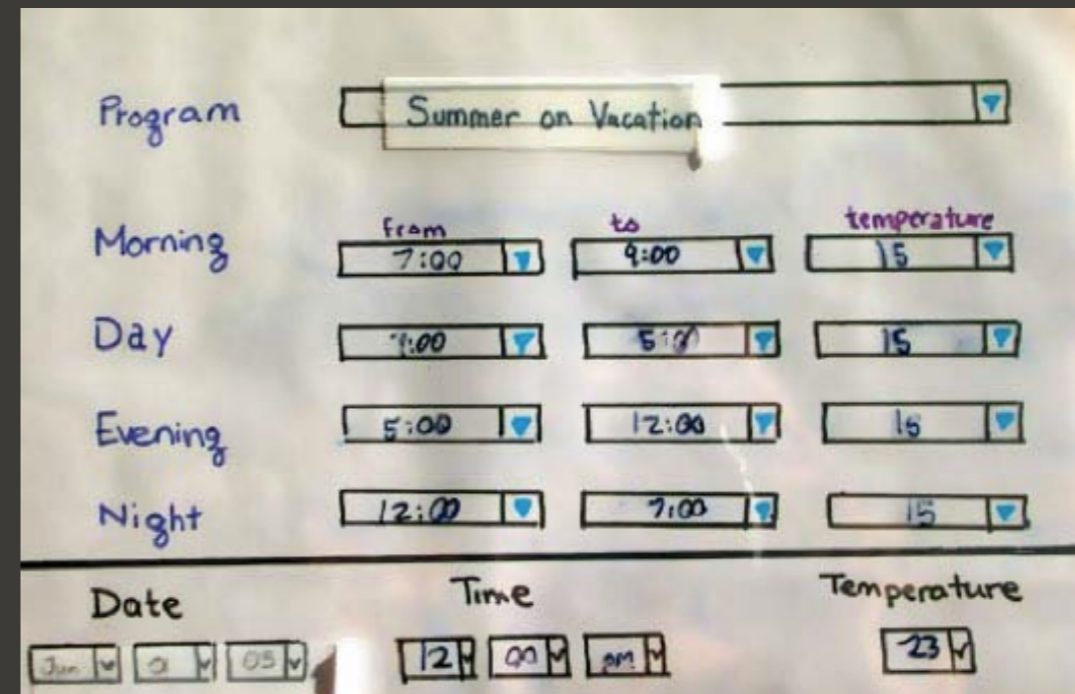 Program Summer on Vacation
from to temperature
Morning 7:00 9:00 15
Day 5:00 15
Evening 5:00 12:00 15
Night 12:00 7:00 15
Date Time Temperature
Jun 05 12 00 pm 23